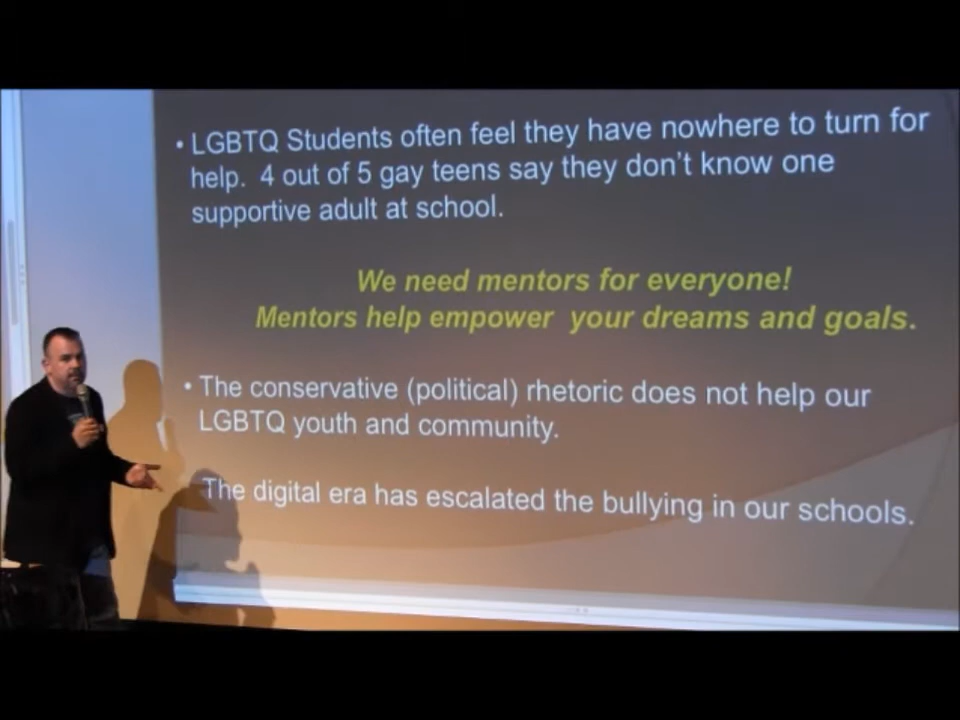 • LGBTQ Students often feel they have nowhere to turn for
help. 4 out of 5 gay teens say they don't know one
supportive adult at school.
We need mentors for everyone!
Mentors help empower your dreams and goals.
• The conservative (political) rhetoric does not help our
LGBTQ youth and community.
The digital era has escalated the bullying in our schools.